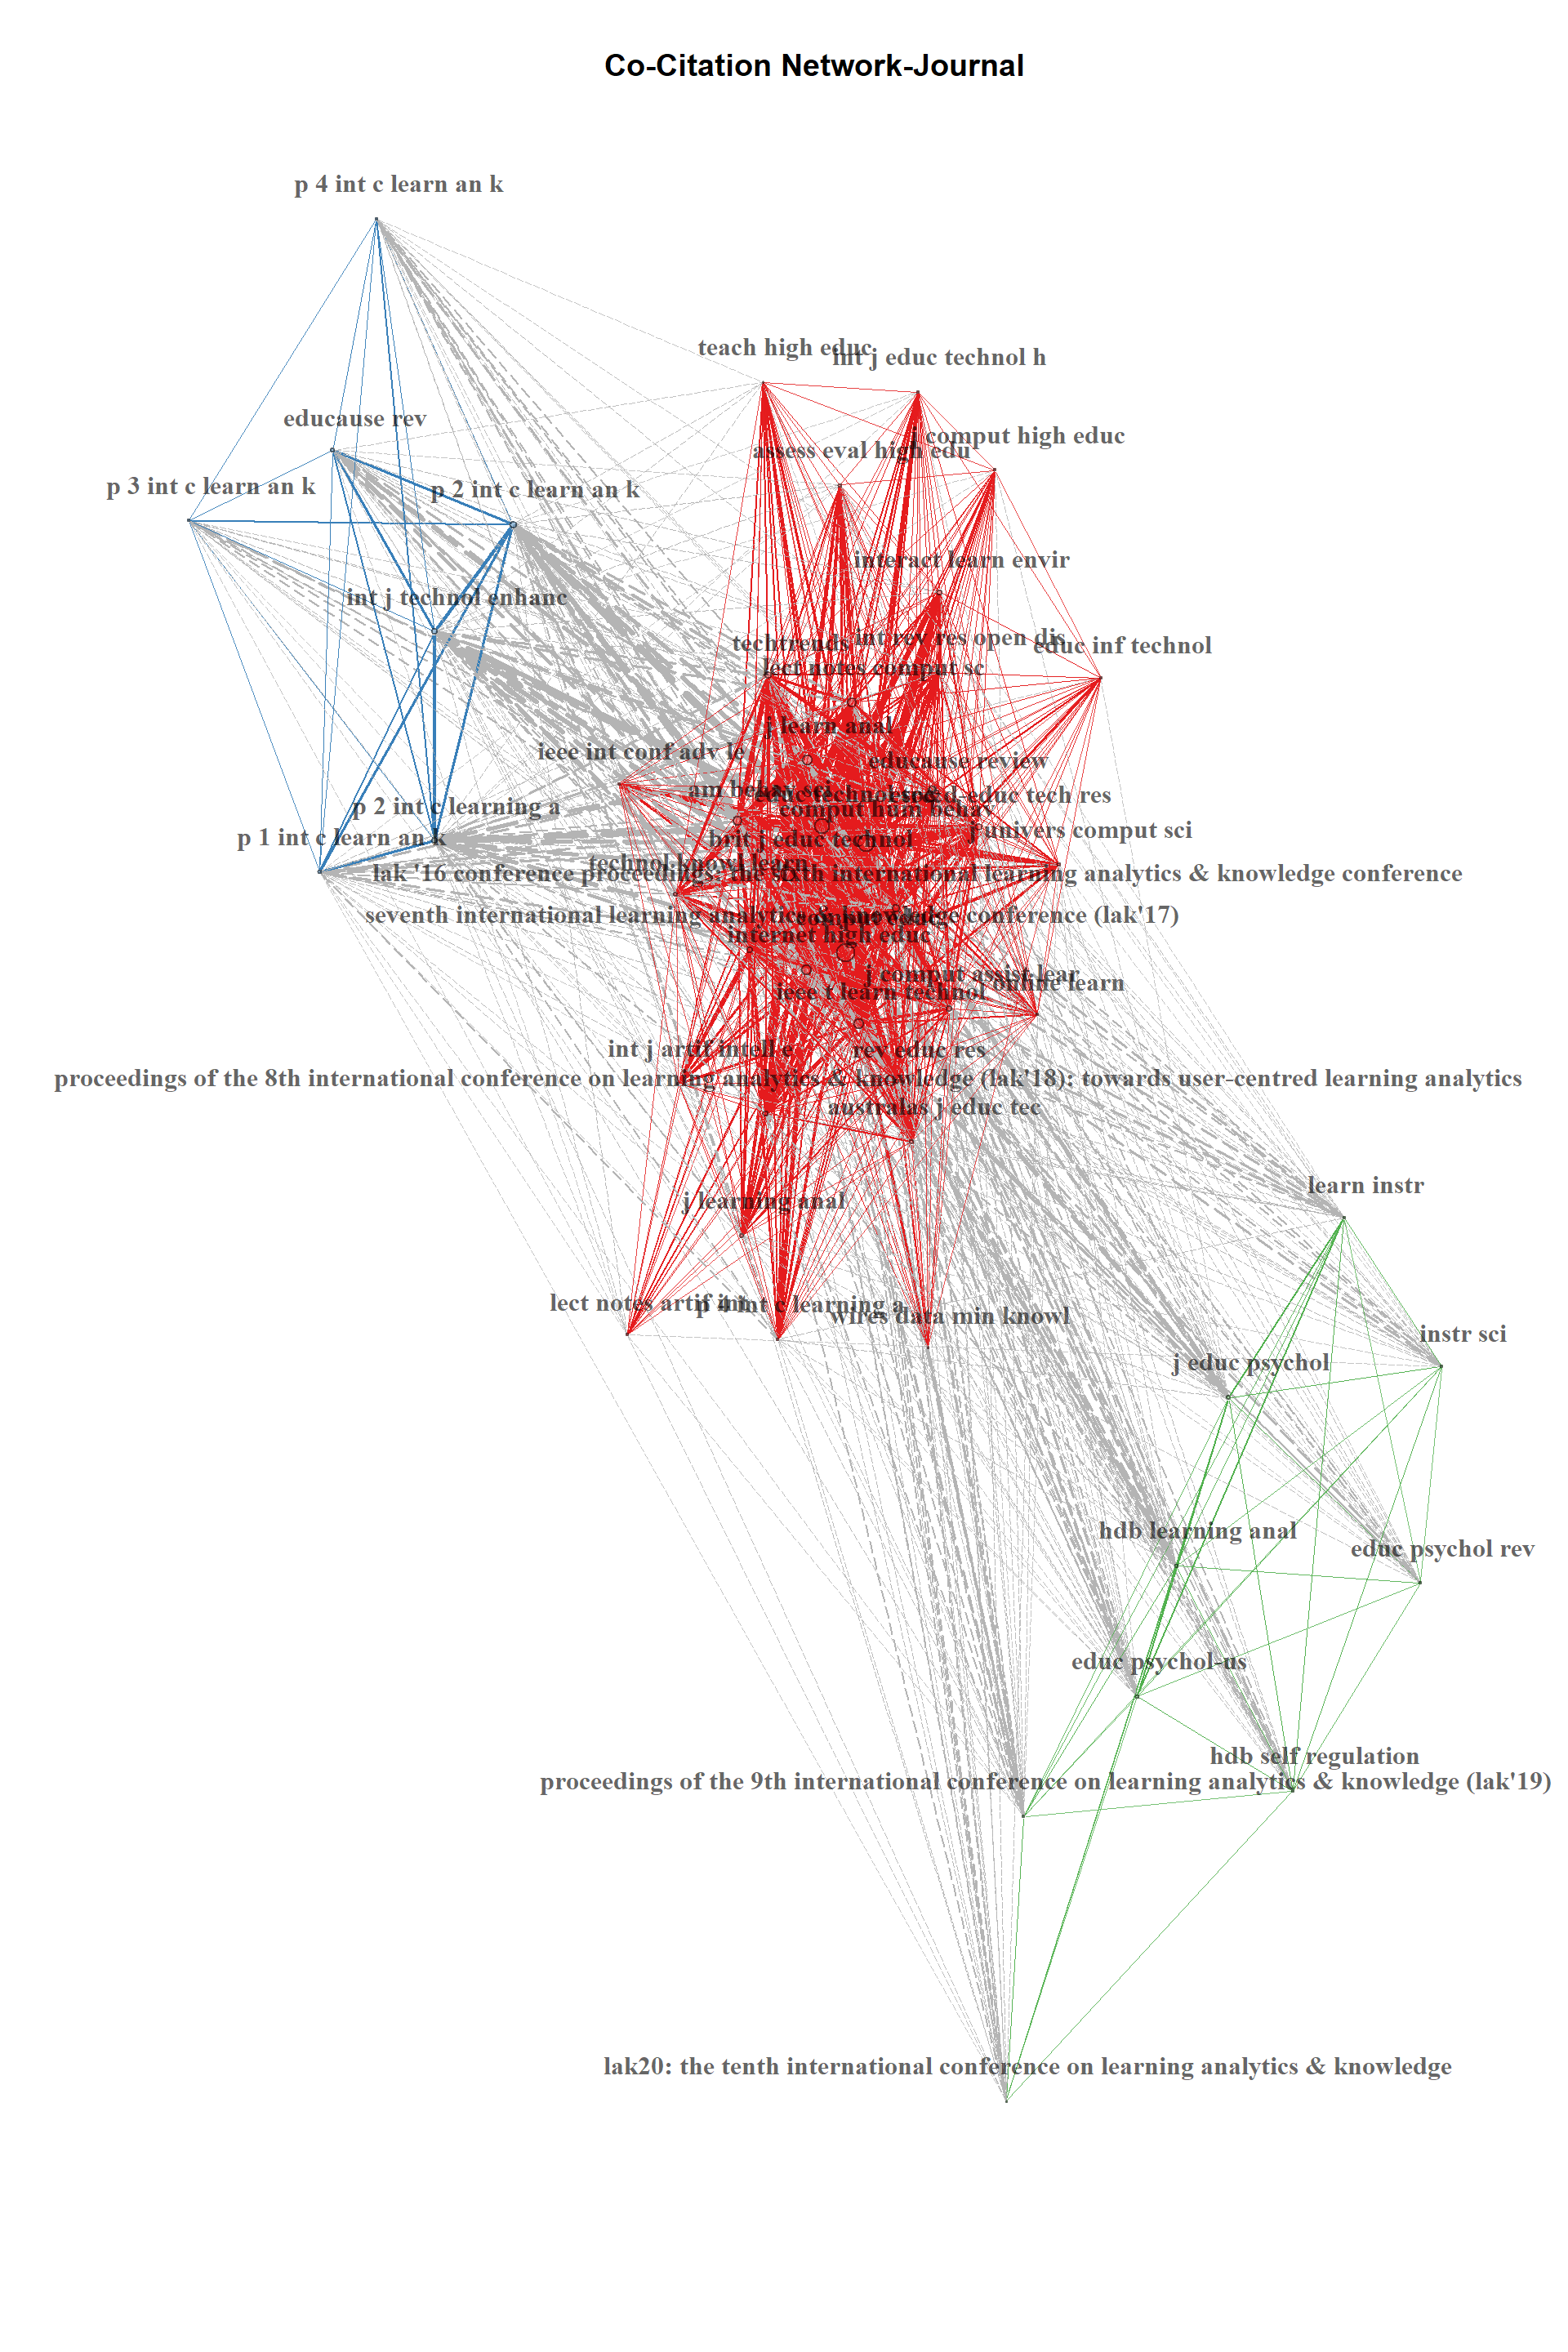 Co-Citation Network-Journal
p 4 int c learn an k
teach high educ
int j educ technol h
educause rev
j comput high educ
assess eval high edu
p 3 int c learn an k
p 2 int c learn an k
interact learn envir
int j technol enhanc
int rev res open dis
techtrends
educ inf technol
lect notes comput sc
j learn anal
ieee int conf adv le
educause review
am behav sci
educ technol soc
etr&d-educ tech res
p 2 int c learning a
comput hum behav
j univers comput sci
p 1 int c learn an k
brit j educ technol
technol knowl learn
lak '16 conference proceedings: the sixth international learning analytics & knowledge conference
seventh international learning analytics & knowledge conference (lak'17)
comput educ
internet high educ
j comput assist lear
online learn
ieee t learn technol
int j artif intell e
rev educ res
proceedings of the 8th international conference on learning analytics & knowledge (lak'18): towards user-centred learning analytics
australas j educ tec
learn instr
j learning anal
lect notes artif int
p 4 int c learning a
wires data min knowl
instr sci
j educ psychol
hdb learning anal
educ psychol rev
educ psychol-us
hdb self regulation
proceedings of the 9th international conference on learning analytics & knowledge (lak'19)
lak20: the tenth international conference on learning analytics & knowledge